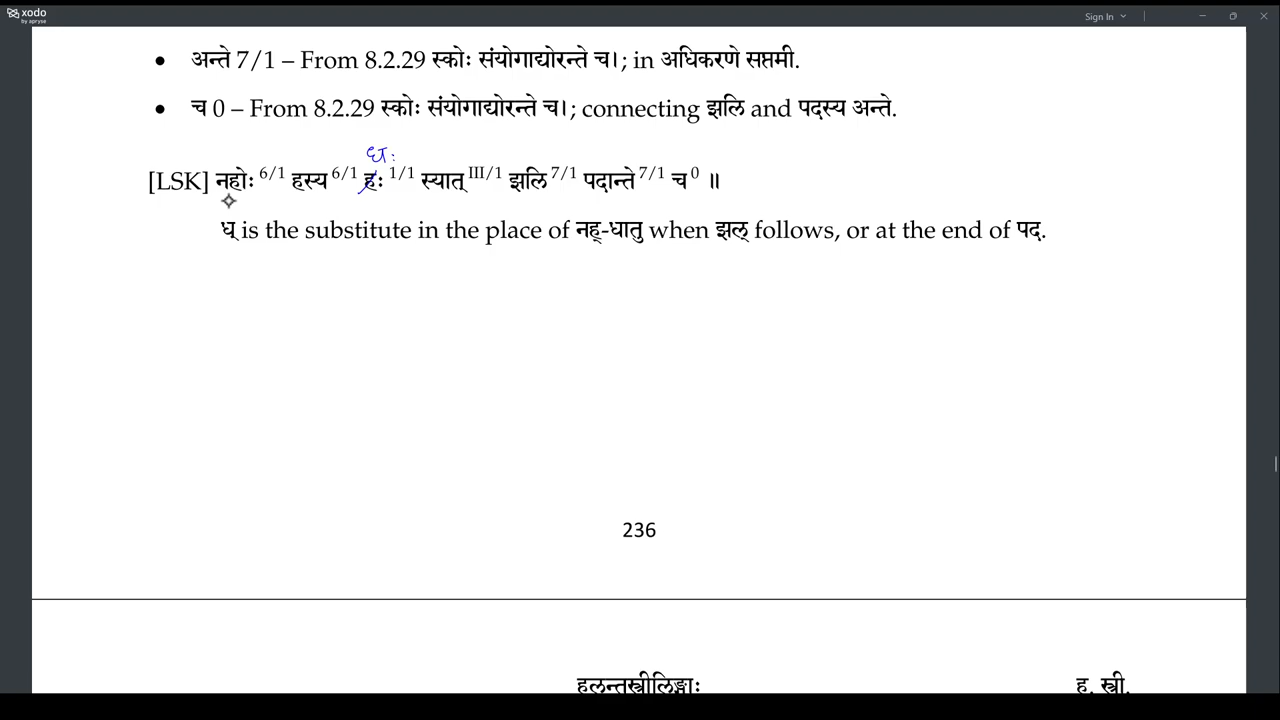 xodo
by apryse
Sign In
• अन्ते 7/1 – From 8.2.29 स्कोः संयोगाद्योरन्ते च।; in अधिकरणे सप्तमी.
• च 0 – From 8.2.29 स्कोः संयोगाद्योरन्ते च।; connecting झलि and पदस्य अन्ते.
धः
[LSK] नहोः 6/1 हस्य 6/1 हः 1/1 स्यात् III/1 झलि 7/1 पदान्ते 7/1 च 0 ॥
ध् is the substitute in the place of नह्-धातु when झल् follows, or at the end of पद.
236
हलन्तस्त्रीलिङ्गाः ह. स्त्री.